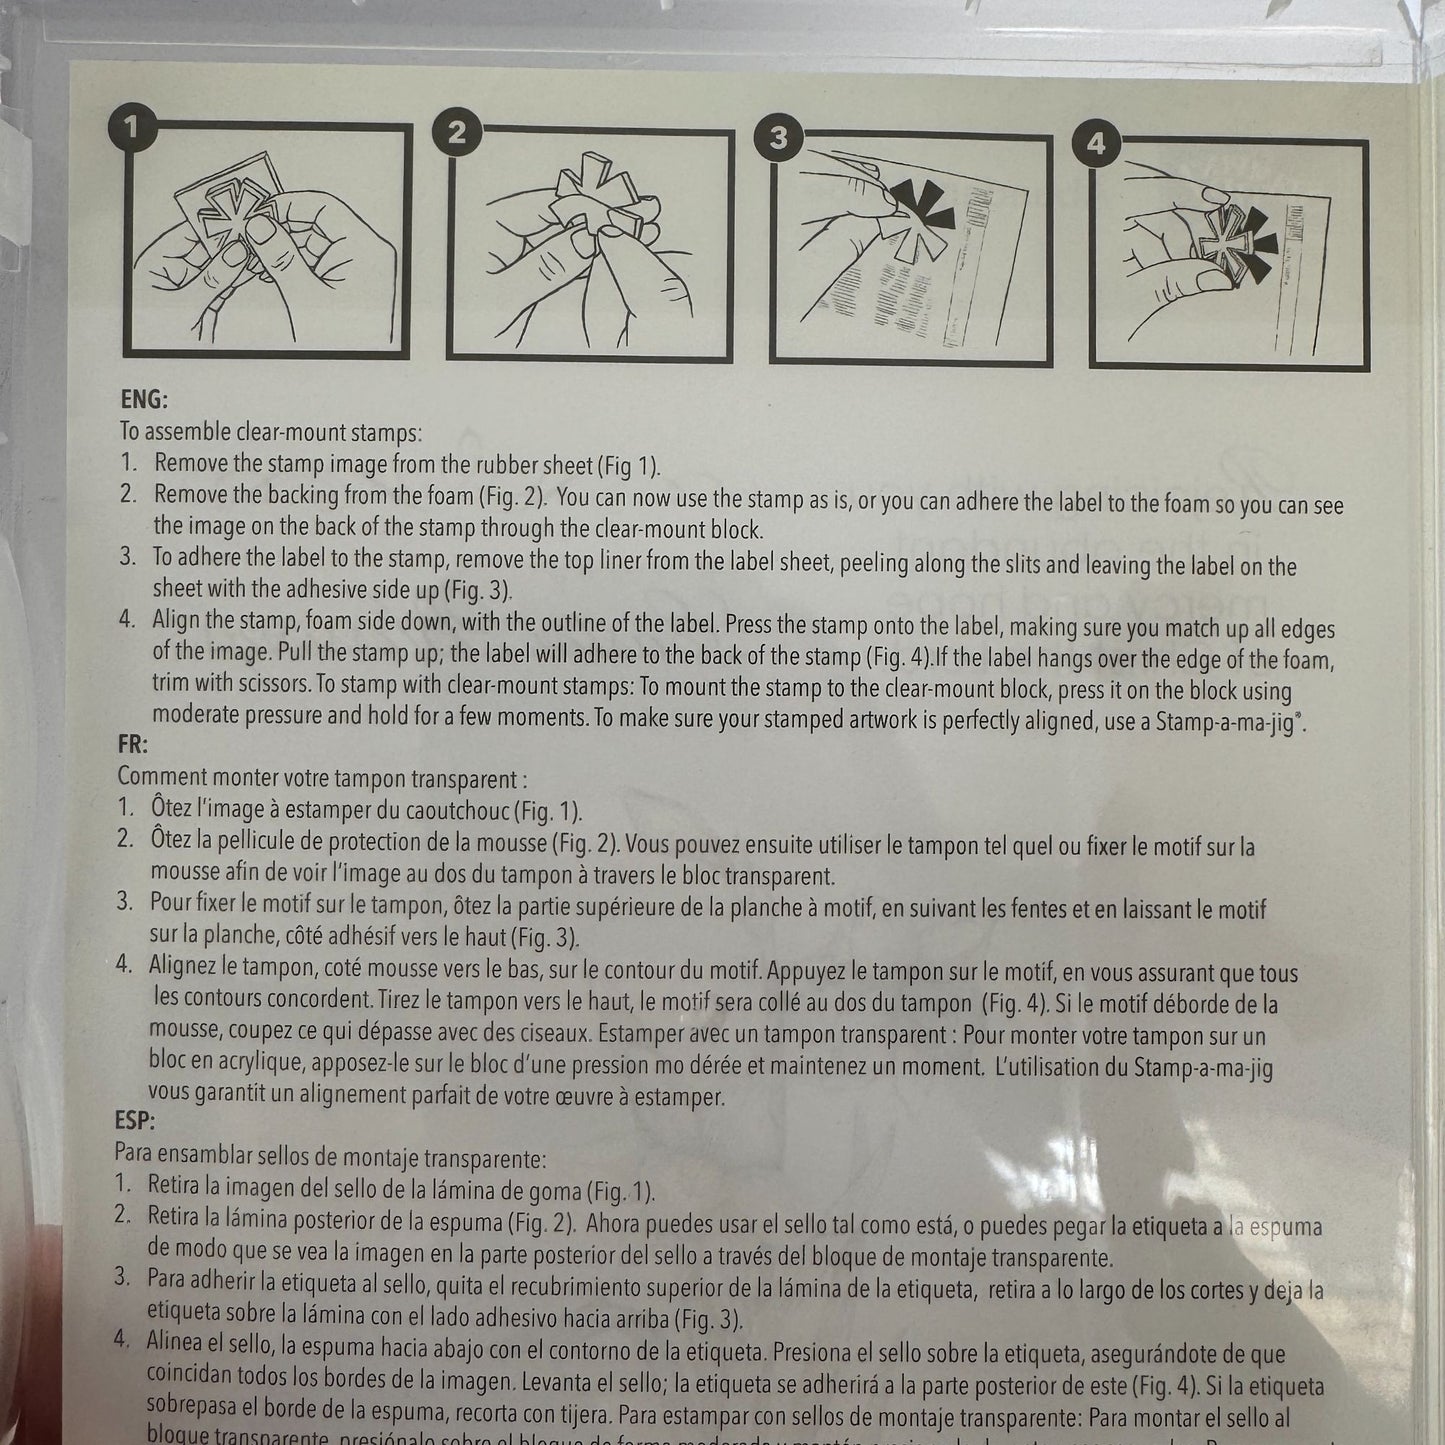 1
2
3
4
ENG:
To assemble clear-mount stamps:
1. Remove the stamp image from the rubber sheet (Fig 1).
2. Remove the backing from the foam (Fig. 2). You can now use the stamp as is, or you can adhere the label to the foam so you can see
the image on the back of the stamp through the clear-mount block.
3. To adhere the label to the stamp, remove the top liner from the label sheet, peeling along the slits and leaving the label on the
sheet with the adhesive side up (Fig. 3).
4. Align the stamp, foam side down, with the outline of the label. Press the stamp onto the label, making sure you match up all edges
of the image. Pull the stamp up; the label will adhere to the back of the stamp (Fig. 4).If the label hangs over the edge of the foam,
trim with scissors. To stamp with clear-mount stamps: To mount the stamp to the clear-mount block, press it on the block using
moderate pressure and hold for a few moments. To make sure your stamped artwork is perfectly aligned, use a Stamp-a-ma-jig®.
FR:
Comment monter votre tampon transparent :
1. Ôtez l'image à estamper du caoutchouc (Fig. 1).
2. Ôtez la pellicule de protection de la mousse (Fig. 2). Vous pouvez ensuite utiliser le tampon tel quel ou fixer le motif sur la
mousse afin de voir l'image au dos du tampon à travers le bloc transparent.
3. Pour fixer le motif sur le tampon, ôtez la partie supérieure de la planche à motif, en suivant les fentes et en laissant le motif
sur la planche, côté adhésif vers le haut (Fig. 3).
4. Alignez le tampon, coté mousse vers le bas, sur le contour du motif. Appuyez le tampon sur le motif, en vous assurant que tous
les contours concordent. Tirez le tampon vers le haut, le motif sera collé au dos du tampon (Fig. 4). Si le motif déborde de la
mousse, coupez ce qui dépasse avec des ciseaux. Estamper avec un tampon transparent : Pour monter votre tampon sur un
bloc en acrylique, apposez-le sur le bloc d'une pression mo dérée et maintenez un moment. L'utilisation du Stamp-a-ma-jig
vous garantit un alignement parfait de votre œuvre à estamper.
ESP:
Para ensamblar sellos de montaje transparente:
1. Retira la imagen del sello de la lámina de goma (Fig. 1).
2. Retira la lámina posterior de la espuma (Fig. 2). Ahora puedes usar el sello tal como está, o puedes pegar la etiqueta a la espuma
de modo que se vea la imagen en la parte posterior del sello a través del bloque de montaje transparente.
3. Para adherir la etiqueta al sello, quita el recubrimiento superior de la lámina de la etiqueta, retira a lo largo de los cortes y deja la
etiqueta sobre la lámina con el lado adhesivo hacia arriba (Fig. 3).
4. Alinea el sello, la espuma hacia abajo con el contorno de la etiqueta. Presiona el sello sobre la etiqueta, asegurándote de que
coincidan todos los bordes de la imagen. Levanta el sello; la etiqueta se adherirá a la parte posterior de este (Fig. 4). Si la etiqueta
sobrepasa el borde de la espuma, recorta con tijera. Para estampar con sellos de montaje transparente: Para montar el sello al
bloque transparente, presiónalo sobre el bloque de forma moderada y